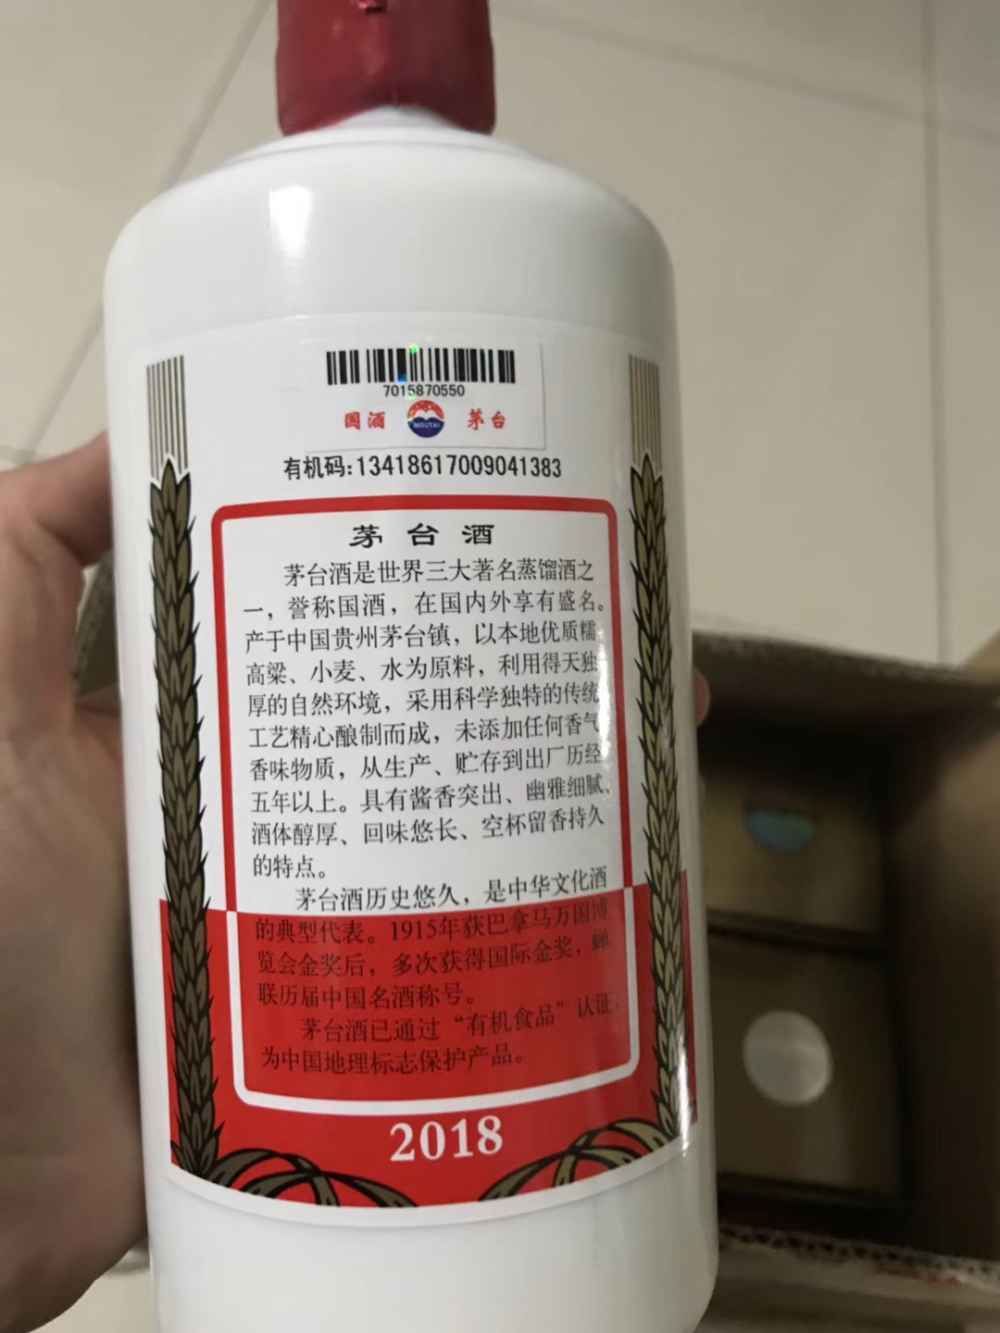 7015870550
国酒 MOUTAI 茅台
有机码:13418617009041383
茅台酒
茅台酒是世界三大著名蒸馏酒之
一，誉称国酒，在国内外享有盛名。
产于中国贵州茅台镇，以本地优质糯
高粱、小麦、水为原料，利用得天独
厚的自然环境，采用科学独特的传统
工艺精心酿制而成，未添加任何香气
香味物质，从生产、贮存到出厂历经
五年以上。具有酱香突出、幽雅细腻、
酒体醇厚、回味悠长、空杯留香持久
的特点。
茅台酒历史悠久，是中华文化酒
的典型代表。1915年获巴拿马万国博
览会金奖后，多次获得国际金奖，蝉
联历届中国名酒称号。
茅台酒已通过“有机食品”认证，
为中国地理标志保护产品。
2018